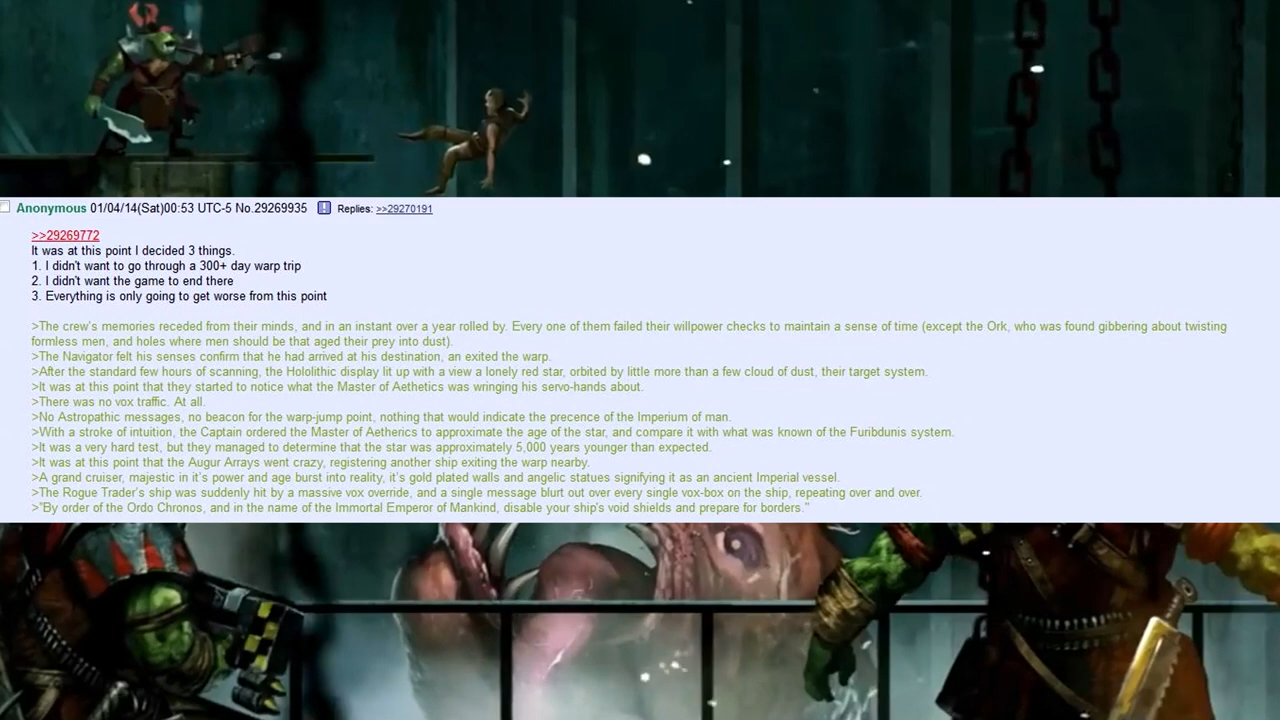 Anonymous 01/04/14(Sat)00:53 UTC-5 No.29269935 Replies: >>29270191
>>29269772
It was at this point I decided 3 things.
1. I didn't want to go through a 300+ day warp trip
2. I didn't want the game to end there
3. Everything is only going to get worse from this point
>The crew's memories receded from their minds, and in an instant over a year rolled by. Every one of them failed their willpower checks to maintain a sense of time (except the Ork, who was found gibbering about twisting
formless men, and holes where men should be that aged their prey into dust).
>The Navigator felt his senses confirm that he had arrived at his destination, an exited the warp.
>After the standard few hours of scanning, the Hololithic display lit up with a view a lonely red star, orbited by little more than a few cloud of dust, their target system.
>It was at this point that they started to notice what the Master of Aethetics was wringing his servo-hands about.
>There was no vox traffic. At all.
>No Astropathic messages, no beacon for the warp-jump point, nothing that would indicate the precence of the Imperium of man.
>With a stroke of intuition, the Captain ordered the Master of Aetherics to approximate the age of the star, and compare it with what was known of the Furibdunis system.
>It was a very hard test, but they managed to determine that the star was approximately 5,000 years younger than expected.
>It was at this point that the Augur Arrays went crazy, registering another ship exiting the warp nearby.
>A grand cruiser, majestic in it's power and age burst into reality, it's gold plated walls and angelic statues signifying it as an ancient Imperial vessel.
>The Rogue Trader's ship was suddenly hit by a massive vox override, and a single message blurt out over every single vox-box on the ship, repeating over and over.
>"By order of the Ordo Chronos, and in the name of the Immortal Emperor of Mankind, disable your ship's void shields and prepare for borders."